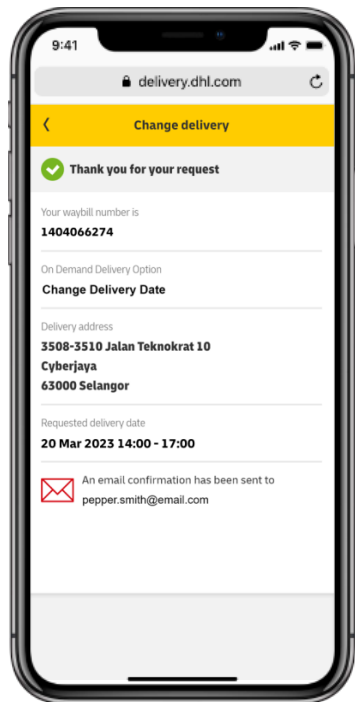 9:41
delivery.dhl.com
Change delivery
Thank you for your request
Your waybill number is
1404066274
On Demand Delivery Option
Change Delivery Date
Delivery address
3508-3510 Jalan Teknokrat 10
Cyberjaya
63000 Selangor
Requested delivery date
20 Mar 2023 14:00 - 17:00
An email confirmation has been sent to
pepper.smith@email.com